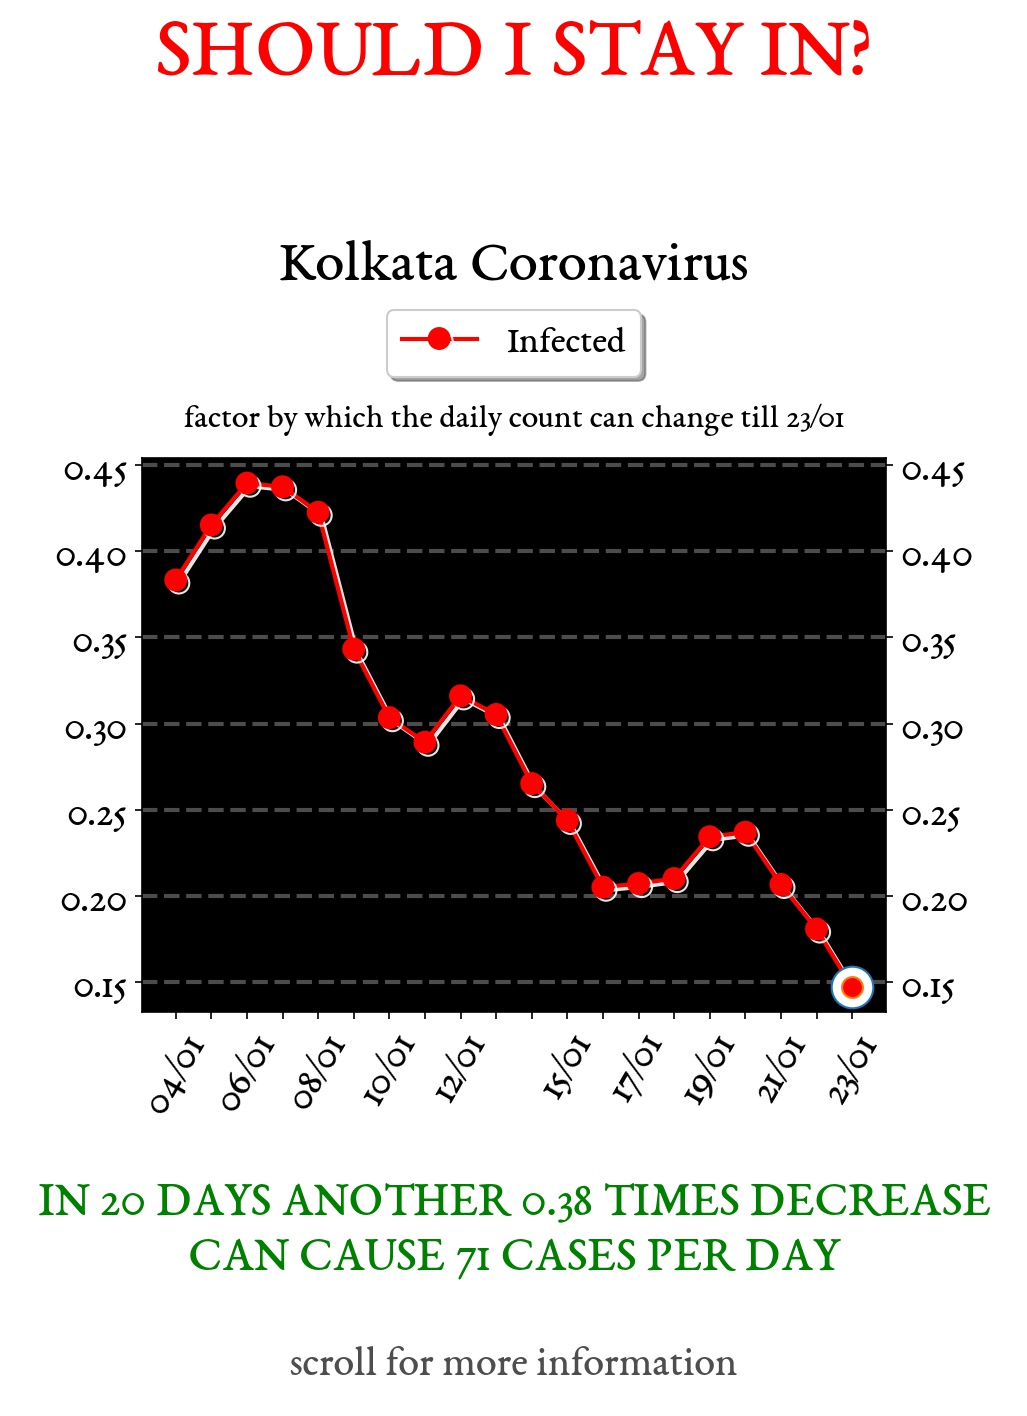 SHOULD I STAY IN?
Kolkata Coronavirus
Infected
factor by which the daily count can change till 23/01
0.45 0.45
0.40 0.40
0.35 0.35
0.30 0.30
0.25 0.25
0.20 0.20
0.15 0.15
04/01 06/01 08/01 10/01 12/01 15/01 17/01 19/01 21/01 23/01
IN 20 DAYS ANOTHER 0.38 TIMES DECREASE
CAN CAUSE 71 CASES PER DAY
scroll for more information